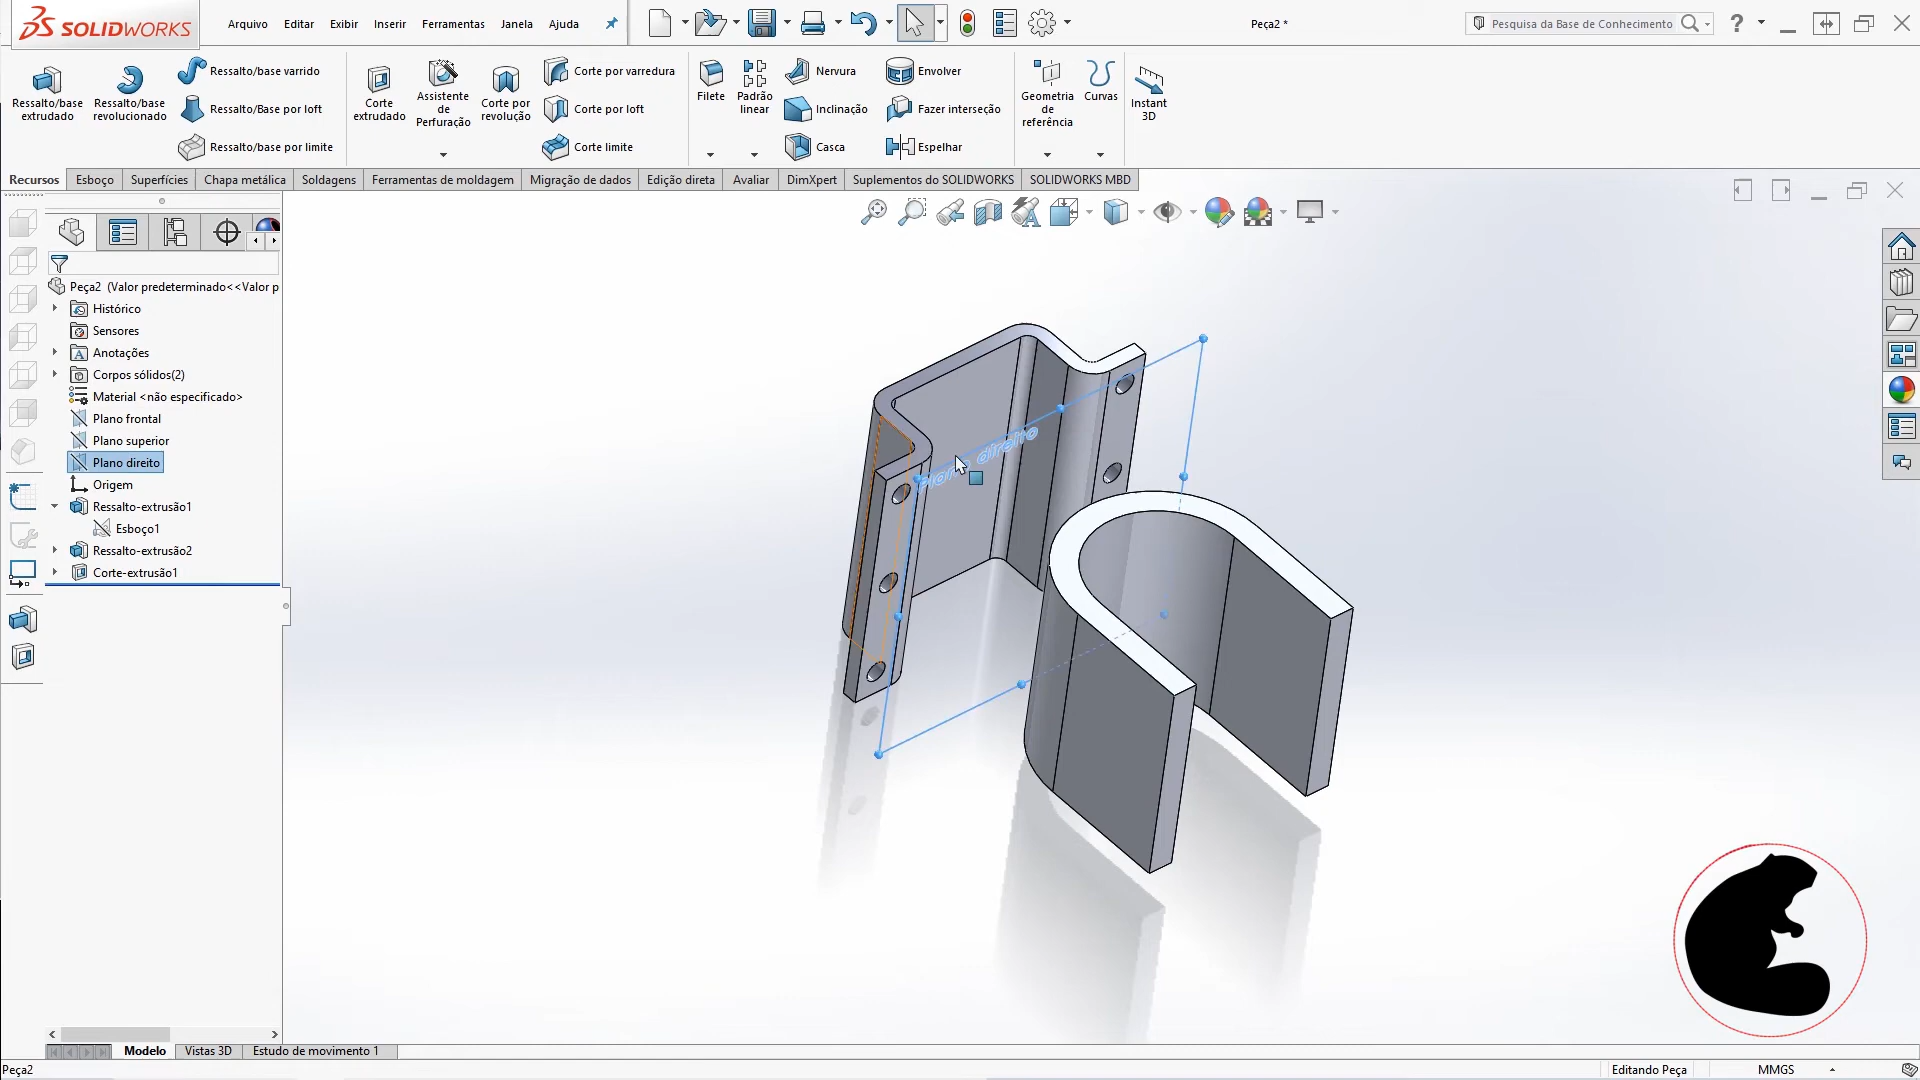 SOLIDWORKS
Arquivo Editar Exibir Inserir Ferramentas Janela Ajuda
Peça2 *
Pesquisa da Base de Conhecimento
?
Ressalto/base extrudado
Ressalto/base revolucionado
Ressalto/base varrido
Ressalto/Base por loft
Ressalto/base por limite
Corte extrudado
Assistente de Perfuração
Corte por revolução
Corte por varredura
Corte por loft
Corte limite
Filete
Padrão linear
Nervura
Inclinação
Casca
Envolver
Fazer interseção
Espelhar
Geometria de referência
Curvas
Instant 3D
Recursos Esboço Superfícies Chapa metálica Soldagens Ferramentas de moldagem Migração de dados Edição direta Avaliar DimXpert Suplementos do SOLIDWORKS SOLIDWORKS MBD
Peça2 (Valor predeterminado<<Valor p
Histórico
Sensores
Anotações
Corpos sólidos(2)
Material <não especificado>
Plano frontal
Plano superior
Plano direito
Origem
Ressalto-extrusão1
Esboço1
Ressalto-extrusão2
Corte-extrusão1
Plano direito
Modelo Vistas 3D Estudo de movimento 1
Peça2
Editando Peça MMGS